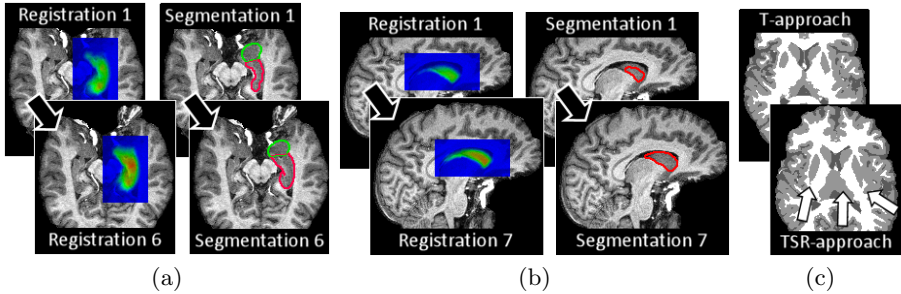 Registration 1
Segmentation 1
Registration 6
Segmentation 6
(a)
Registration 1
Segmentation 1
Registration 7
Segmentation 7
(b)
T-approach
TSR-approach
(c)